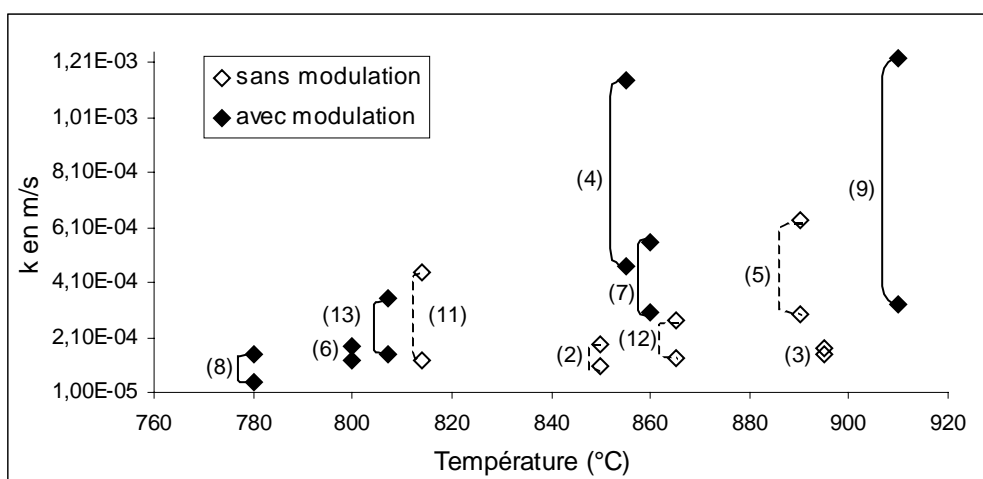 1,21E-03
1,01E-03
8,10E-04
6,10E-04
4,10E-04
2,10E-04
1,00E-05
k en m/s
sans modulation
avec modulation
(4)
(9)
(7)
(5)
(13)
(11)
(6)
(8)
(2)
(12)
(3)
760 780 800 820 840 860 880 900 920
Température (°C)